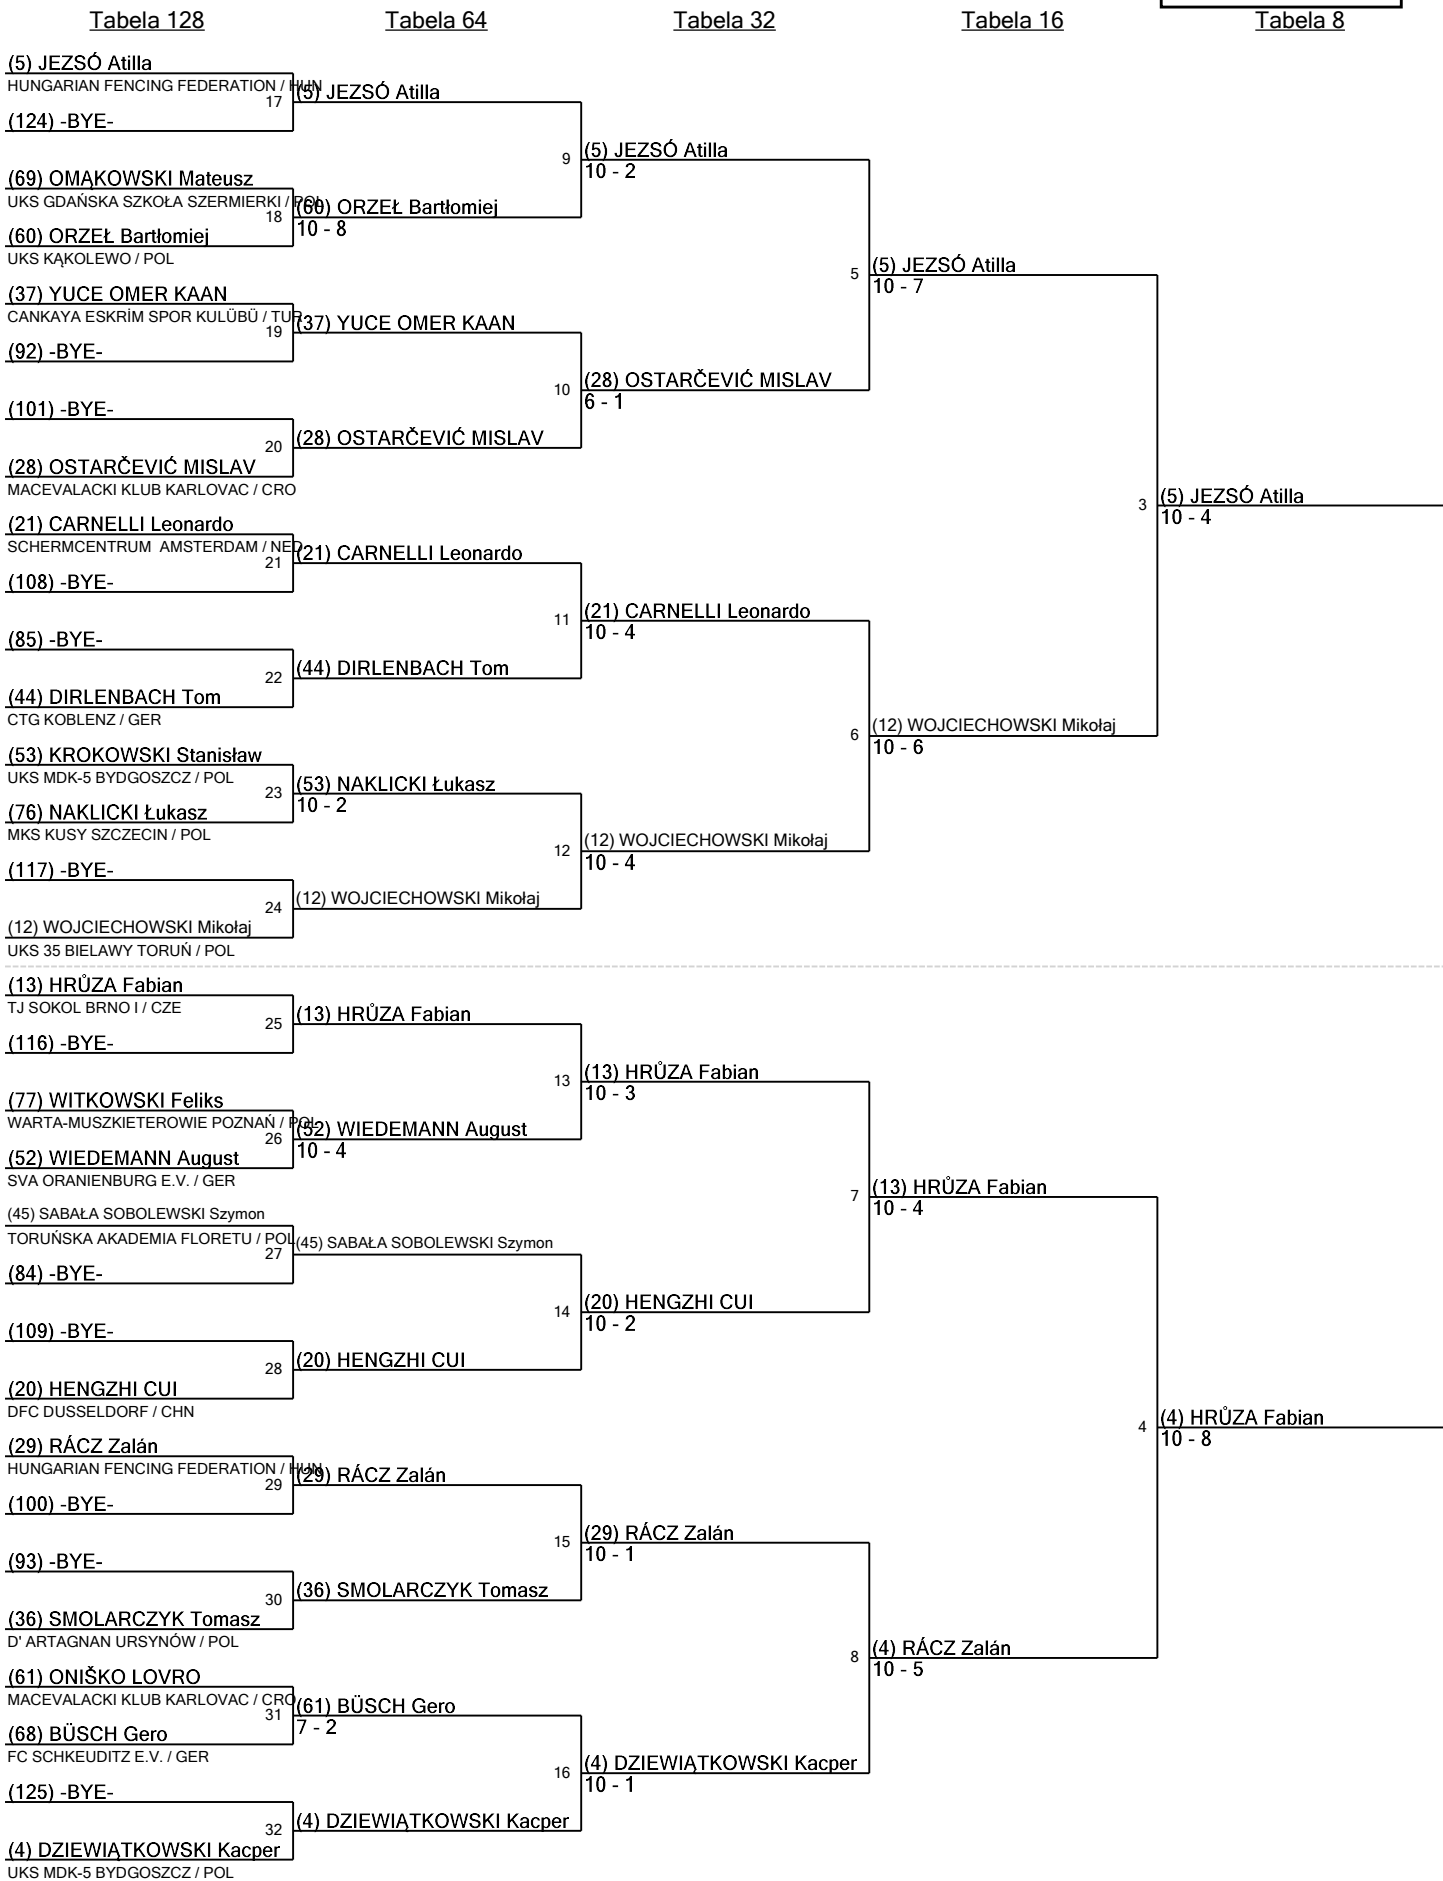 Tabela 128
Tabela 64
Tabela 32
Tabela 16
Tabela 8
(5) JEZSÓ Atilla
HUNGARIAN FENCING FEDERATION / HUN
17
(124) -BYE-
(69) OMĄKOWSKI Mateusz
UKS GDAŃSKA SZKOŁA SZERMIERKI / POL
18
(60) ORZEŁ Bartłomiej
UKS KĄKOLEWO / POL
(37) YUCE OMER KAAN
CANKAYA ESKRİM SPOR KULÜBÜ / TUR
19
(92) -BYE-
(101) -BYE-
20
(28) OSTARČEVIĆ MISLAV
MACEVALACKI KLUB KARLOVAC / CRO
(21) CARNELLI Leonardo
SCHERMCENTRUM AMSTERDAM / NED
21
(108) -BYE-
(85) -BYE-
22
(44) DIRLENBACH Tom
CTG KOBLENZ / GER
(53) KROKOWSKI Stanisław
UKS MDK-5 BYDGOSZCZ / POL
23
(76) NAKLICKI Łukasz
MKS KUSY SZCZECIN / POL
(117) -BYE-
24
(12) WOJCIECHOWSKI Mikołaj
UKS 35 BIELAWY TORUŃ / POL
(13) HRŮZA Fabian
TJ SOKOL BRNO I / CZE
25
(116) -BYE-
(77) WITKOWSKI Feliks
WARTA-MUSZKIETEROWIE POZNAŃ / POL
26
(52) WIEDEMANN August
SVA ORANIENBURG E.V. / GER
(45) SABAŁA SOBOLEWSKI Szymon
TORUŃSKA AKADEMIA FLORETU / POL
27
(84) -BYE-
(109) -BYE-
28
(20) HENGZHI CUI
DFC DUSSELDORF / CHN
(29) RÁCZ Zalán
HUNGARIAN FENCING FEDERATION / HUN
29
(100) -BYE-
(93) -BYE-
30
(36) SMOLARCZYK Tomasz
D' ARTAGNAN URSYNÓW / POL
(61) ONIŠKO LOVRO
MACEVALACKI KLUB KARLOVAC / CRO
31
(68) BÜSCH Gero
FC SCHKEUDITZ E.V. / GER
(125) -BYE-
32
(4) DZIEWIĄTKOWSKI Kacper
UKS MDK-5 BYDGOSZCZ / POL
(5) JEZSÓ Atilla
9
(60) ORZEŁ Bartłomiej
10 - 8
(37) YUCE OMER KAAN
10
(28) OSTARČEVIĆ MISLAV
(21) CARNELLI Leonardo
11
(44) DIRLENBACH Tom
(53) NAKLICKI Łukasz
10 - 2
12
(12) WOJCIECHOWSKI Mikołaj
(13) HRŮZA Fabian
13
(52) WIEDEMANN August
10 - 4
(45) SABAŁA SOBOLEWSKI Szymon
14
(20) HENGZHI CUI
(29) RÁCZ Zalán
15
(36) SMOLARCZYK Tomasz
(61) BÜSCH Gero
7 - 2
16
(4) DZIEWIĄTKOWSKI Kacper
(5) JEZSÓ Atilla
10 - 2
5
(28) OSTARČEVIĆ MISLAV
6 - 1
(21) CARNELLI Leonardo
10 - 4
6
(12) WOJCIECHOWSKI Mikołaj
10 - 4
(13) HRŮZA Fabian
10 - 3
7
(20) HENGZHI CUI
10 - 2
(29) RÁCZ Zalán
10 - 1
8
(4) DZIEWIĄTKOWSKI Kacper
10 - 1
(5) JEZSÓ Atilla
10 - 7
3
(12) WOJCIECHOWSKI Mikołaj
10 - 6
(13) HRŮZA Fabian
10 - 4
4
(4) RÁCZ Zalán
10 - 5
(5) JEZSÓ Atilla
10 - 4
(4) HRŮZA Fabian
10 - 8